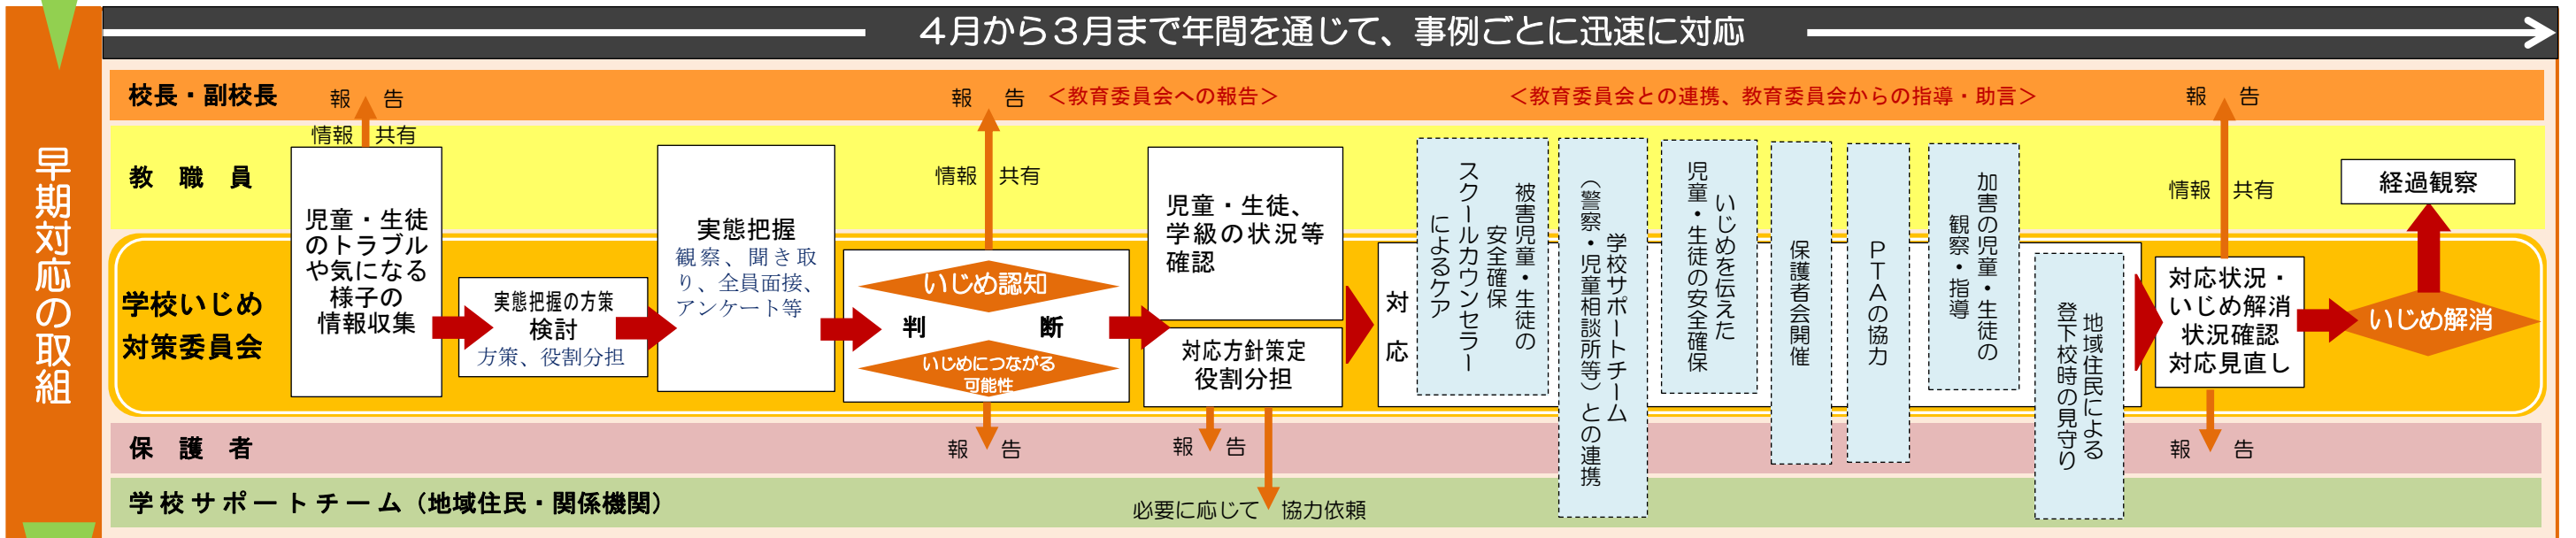 4月から3月まで年間を通じて、事例ごとに迅速に対応
早期対応の取組
校長・副校長
報 告
報 告
＜教育委員会への報告＞
＜教育委員会との連携、教育委員会からの指導・助言＞
報 告
教 職 員
情報 共有
情報 共有
情報 共有
学校いじめ
対策委員会
児童・生徒
のトラブル
や気になる
様子の
情報収集
実態把握の方策
検討
方策、役割分担
実態把握
観察、聞き取
り、全員面接、
アンケート等
いじめ認知
判 断
いじめにつながる
可能性
児童・生徒、
学級の状況等
確認
対応方針策定
役割分担
対
応
被害児童・生徒の
安全確保
スクールカウンセラー
によるケア
学校サポートチーム
（警察・児童相談所等）との連携
いじめを伝えた
児童・生徒の安全確保
保護者会開催
PTAの協力
加害の児童・生徒の
観察・指導
地域住民による
登下校時の見守り
対応状況・
いじめ解消
状況確認
対応見直し
いじめ解消
経過観察
保 護 者
報 告
報 告
報 告
学校サポートチーム（地域住民・関係機関）
必要に応じて 協力依頼